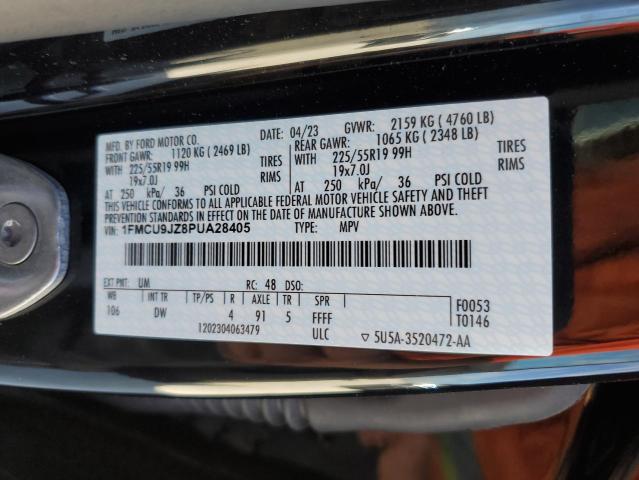 MFD. BY FORD MOTOR CO.
DATE: 04/23 GVWR: 2159 KG ( 4760 LB)
FRONT GAWR: 1120 KG ( 2469 LB) REAR GAWR: 1065 KG ( 2348 LB)
WITH 225/55R19 99H TIRES WITH 225/55R19 99H TIRES
19x7.0J RIMS 19x7.0J RIMS
AT 250 kPa/ 36 PSI COLD AT 250 kPa/ 36 PSI COLD
THIS VEHICLE CONFORMS TO ALL APPLICABLE FEDERAL MOTOR VEHICLE SAFETY AND THEFT
PREVENTION STANDARDS IN EFFECT ON THE DATE OF MANUFACTURE SHOWN ABOVE.
VIN: 1FMCU9JZ8PUA28405 TYPE: MPV
EXT PNT: UM RC: 48 DSO:
WB INT TR TP/PS R AXLE TR SPR
106 DW 4 91 5 FFFF
1202304063479 ULC
F0053
T0146
▽ 5U5A-3520472-AA